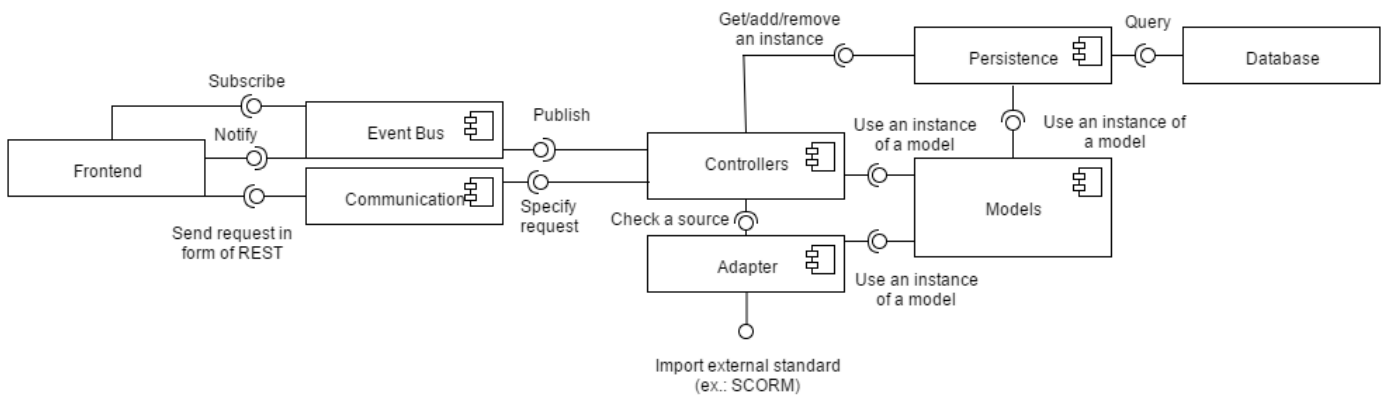 Get/add/remove
an instance
Query
Persistence
Database
Subscribe
Event Bus
Publish
Notify
Frontend
Use an instance
of a model
Use an instance of
a model
Controllers
Communication
Specify
request
Check a source
Models
Send request in
form of REST
Adapter
Use an instance
of a model
Import external standard
(ex.: SCORM)